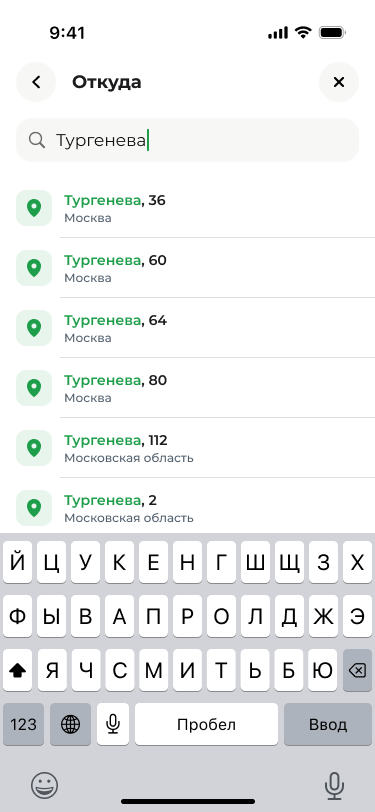 9:41
Откуда
Тургенева
Тургенева, 36
Москва
Тургенева, 60
Москва
Тургенева, 64
Москва
Тургенева, 80
Москва
Тургенева, 112
Московская область
Тургенева, 2
Московская область
Й Ц У К Е Н Г Ш Щ З Х
Ф Ы В А П Р О Л Д Ж Э
Я Ч С М И Т Ь Б Ю
123 Пробел Ввод